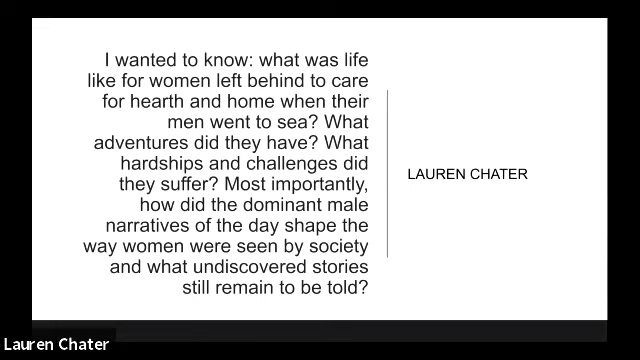 I wanted to know: what was life
like for women left behind to care
for hearth and home when their
men went to sea? What
adventures did they have? What
hardships and challenges did
they suffer? Most importantly,
how did the dominant male
narratives of the day shape the
way women were seen by society
and what undiscovered stories
still remain to be told?
LAUREN CHATER
Lauren Chater